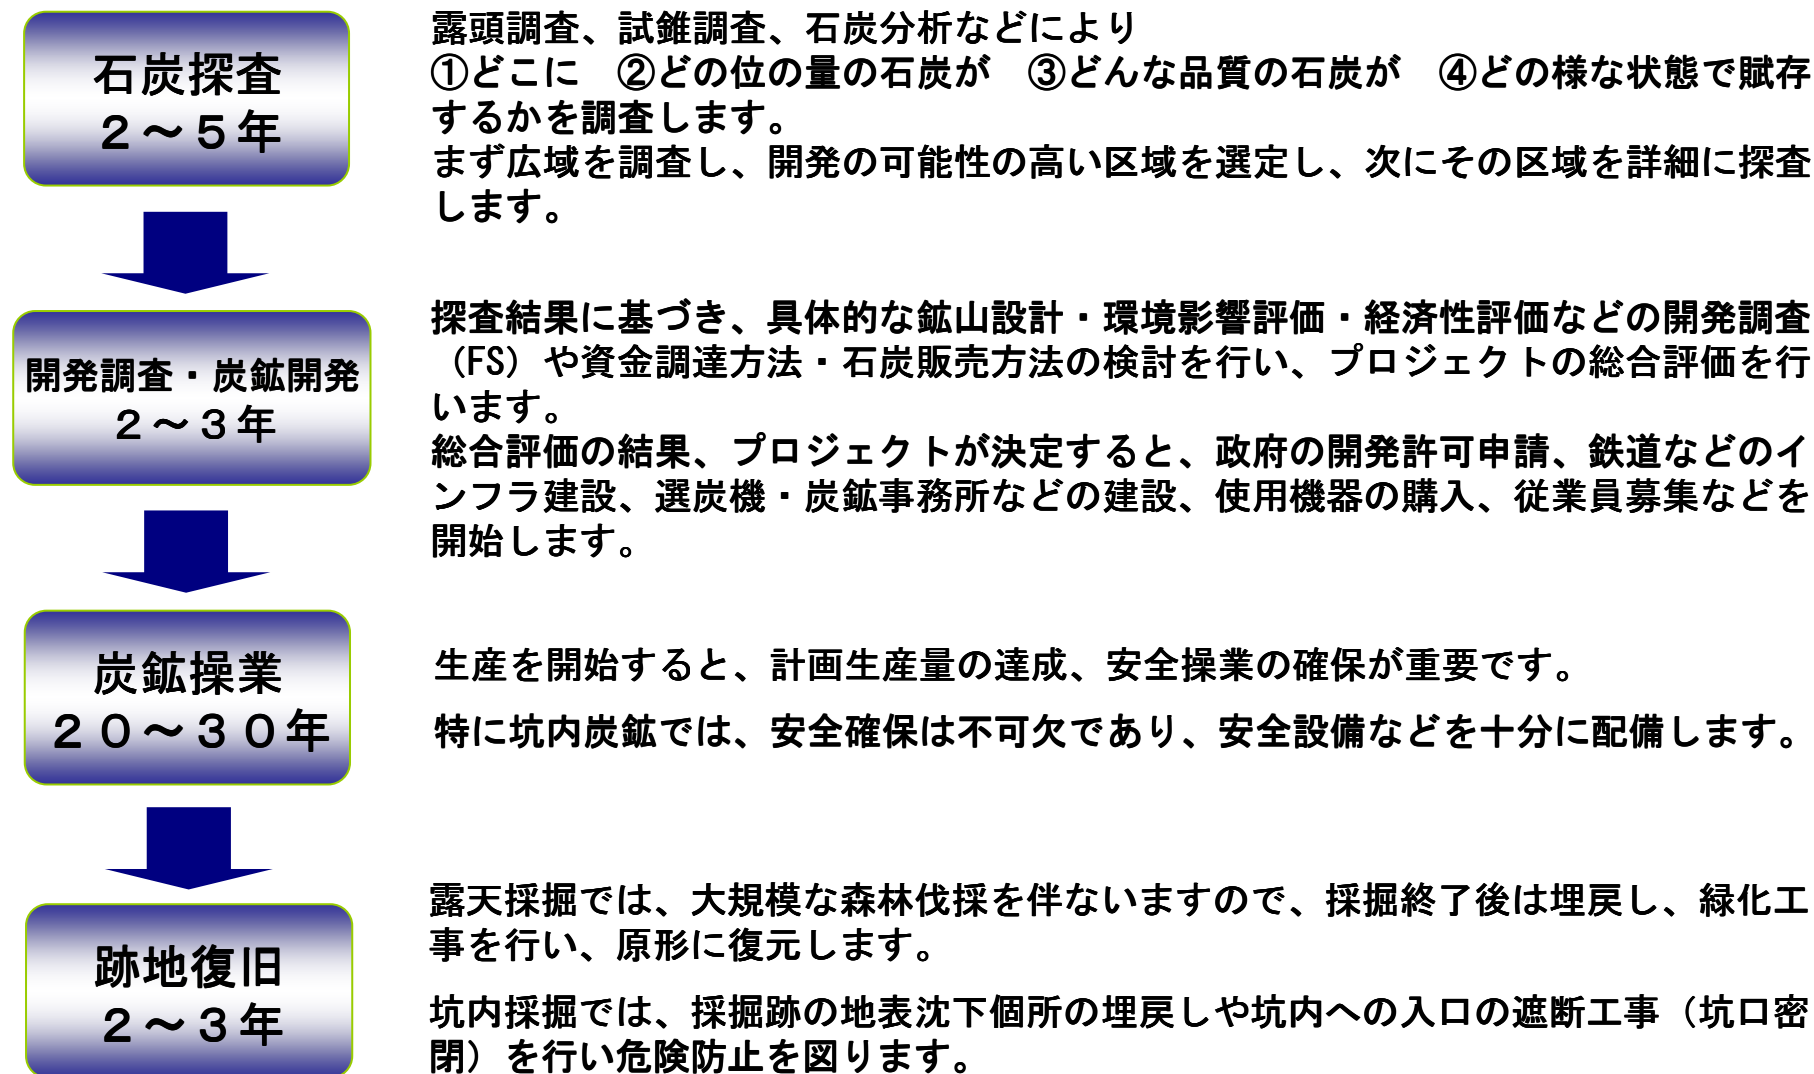 石炭探査
２～５年
露頭調査、試錐調査、石炭分析などにより
①どこに　②どの位の量の石炭が　③どんな品質の石炭が　④どの様な状態で賦存
するかを調査します。
まず広域を調査し、開発の可能性の高い区域を選定し、次にその区域を詳細に探査
します。
開発調査・炭鉱開発
２～３年
探査結果に基づき、具体的な鉱山設計・環境影響評価・経済性評価などの開発調査
（FS）や資金調達方法・石炭販売方法の検討を行い、プロジェクトの総合評価を行
います。
総合評価の結果、プロジェクトが決定すると、政府の開発許可申請、鉄道などのイ
ンフラ建設、選炭機・炭鉱事務所などの建設、使用機器の購入、従業員募集などを
開始します。
炭鉱操業
２０～３０年
生産を開始すると、計画生産量の達成、安全操業の確保が重要です。
特に坑内炭鉱では、安全確保は不可欠であり、安全設備などを十分に配備します。
跡地復旧
２～３年
露天採掘では、大規模な森林伐採を伴ないますので、採掘終了後は埋戻し、緑化工
事を行い、原形に復元します。
坑内採掘では、採掘跡の地表沈下個所の埋戻しや坑内への入口の遮断工事（坑口密
閉）を行い危険防止を図ります。